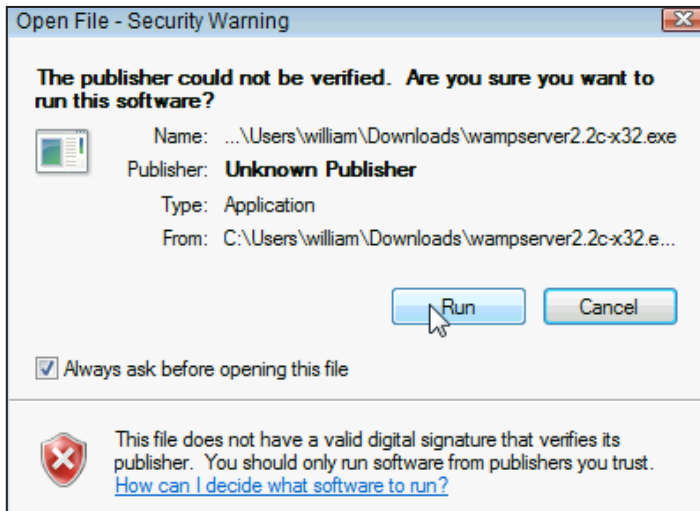 Open File - Security Warning
The publisher could not be verified.  Are you sure you want to
run this software?
Name: ...\Users\william\Downloads\wampserver2.2c-x32.exe
Publisher: Unknown Publisher
Type: Application
From: C:\Users\william\Downloads\wampserver2.2c-x32.e...
Run Cancel
Always ask before opening this file
This file does not have a valid digital signature that verifies its
publisher.  You should only run software from publishers you trust.
How can I decide what software to run?